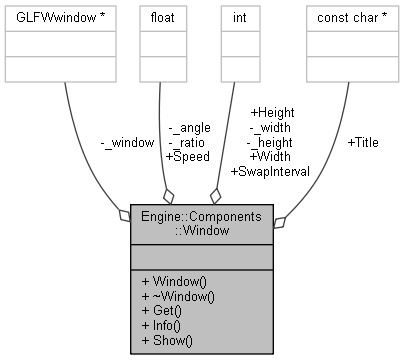 GLFWwindow *
float
int
const char *
-_window
-_angle
-_ratio
+Speed
+Height
-_width
-_height
+Width
+SwapInterval
+Title
Engine::Components
::Window
+ Window()
+ ~Window()
+ Get()
+ Info()
+ Show()